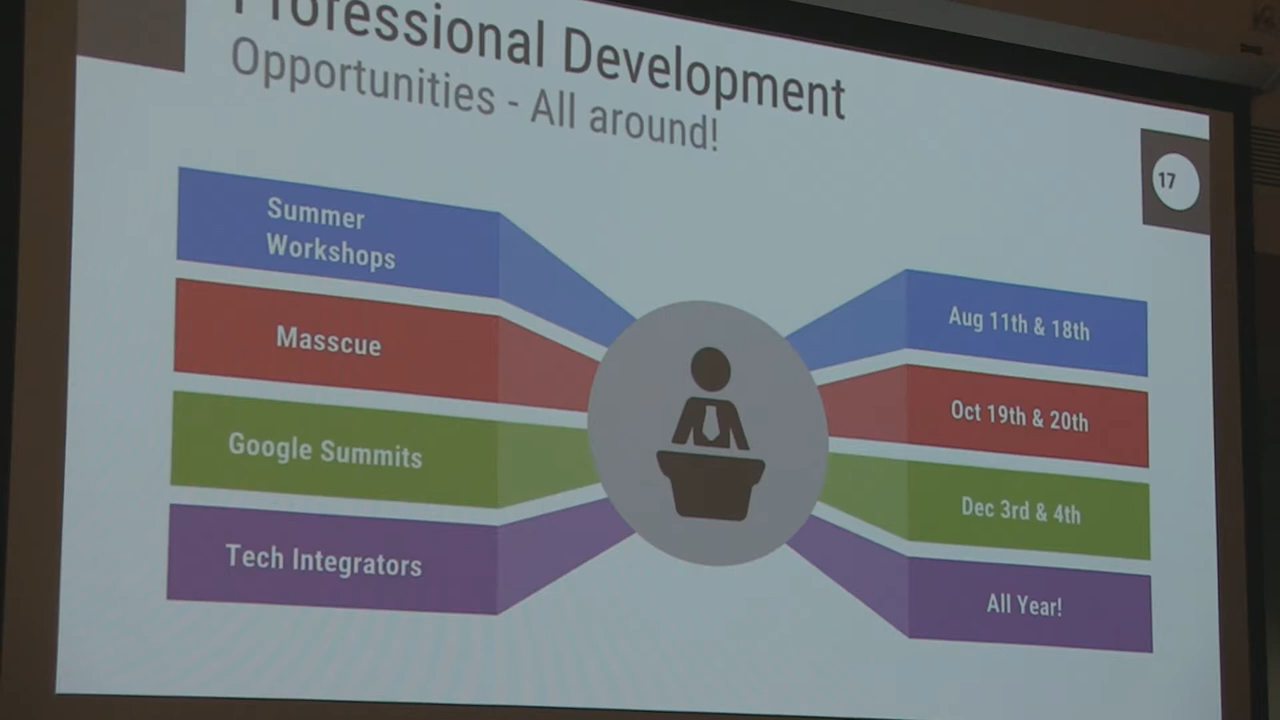 Professional Development
Opportunities - All around!
17
Summer
Workshops
Masscue
Google Summits
Tech Integrators
Aug 11th & 18th
Oct 19th & 20th
Dec 3rd & 4th
All Year!